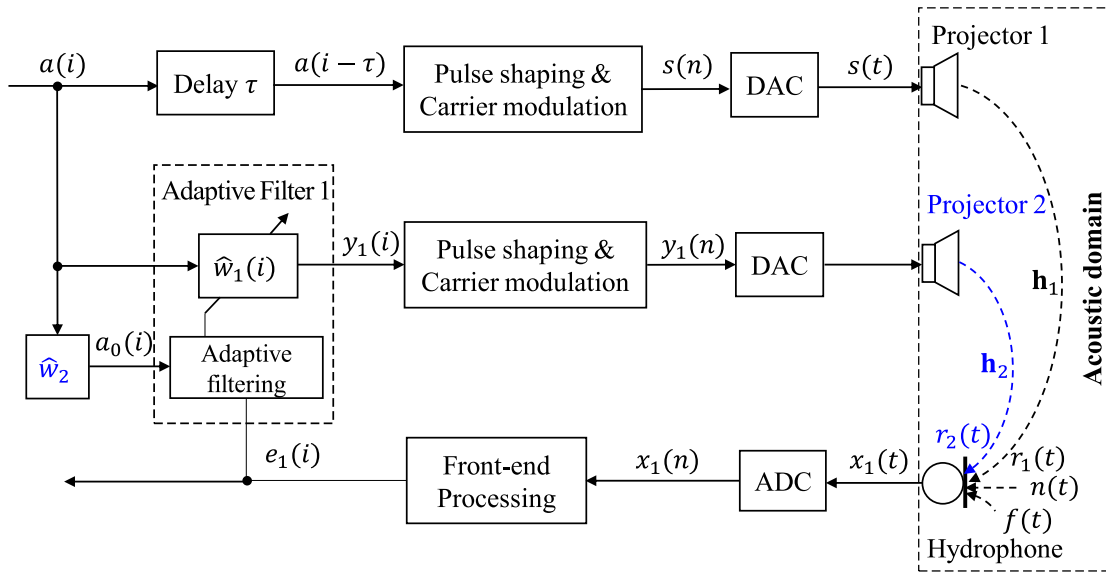 a(i)
Delay τ
a(i − τ)
Pulse shaping &
Carrier modulation
s(n)
DAC
s(t)
Projector 1
Adaptive Filter 1
ŵ₁(i)
y₁(i)
Pulse shaping &
Carrier modulation
y₁(n)
DAC
Projector 2
h₁
Acoustic domain
ŵ₂
a₀(i)
Adaptive
filtering
h₂
e₁(i)
Front-end
Processing
x₁(n)
ADC
x₁(t)
r₂(t)
r₁(t)
n(t)
f(t)
Hydrophone